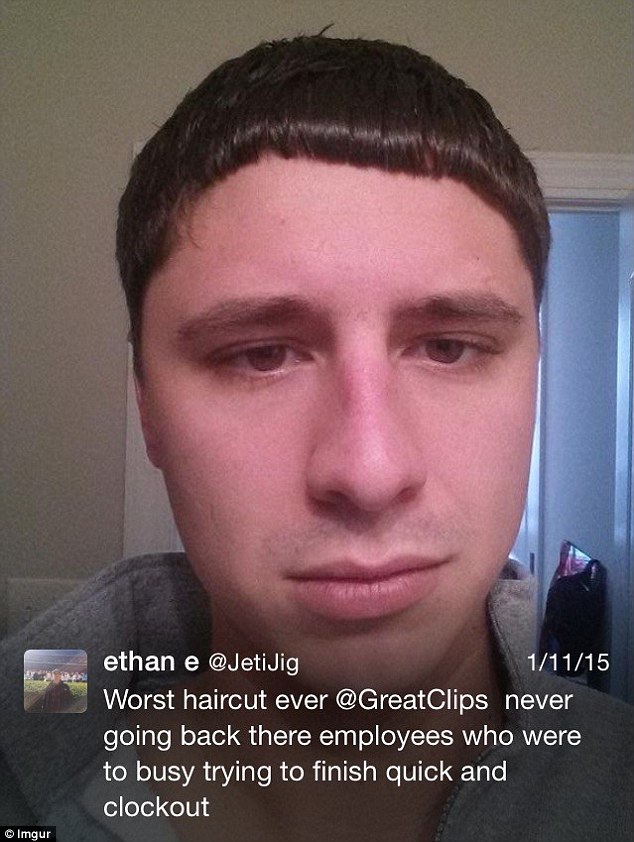 ethan e @JetiJig 1/11/15
Worst haircut ever @GreatClips never
going back there employees who were
to busy trying to finish quick and
clockout
© Imgur